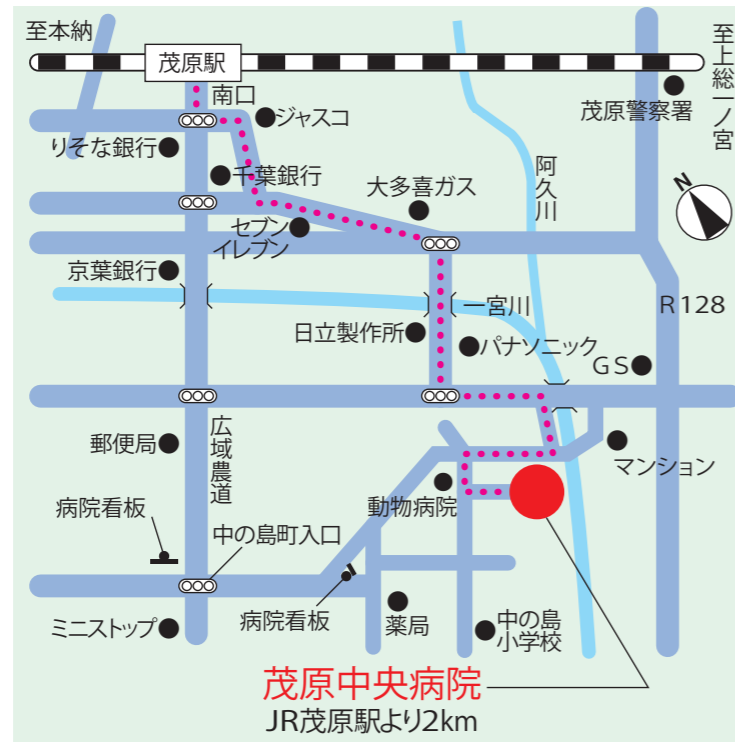 至本納
茂原駅
至上総一ノ宮
南口
ジャスコ
茂原警察署
りそな銀行
千葉銀行
大多喜ガス
阿久川
N
セブン
イレブン
京葉銀行
一宮川
R128
日立製作所
パナソニック
GS
郵便局
広域農道
マンション
動物病院
病院看板
中の島町入口
病院看板
薬局
中の島
小学校
ミニストップ
茂原中央病院
JR茂原駅より2km